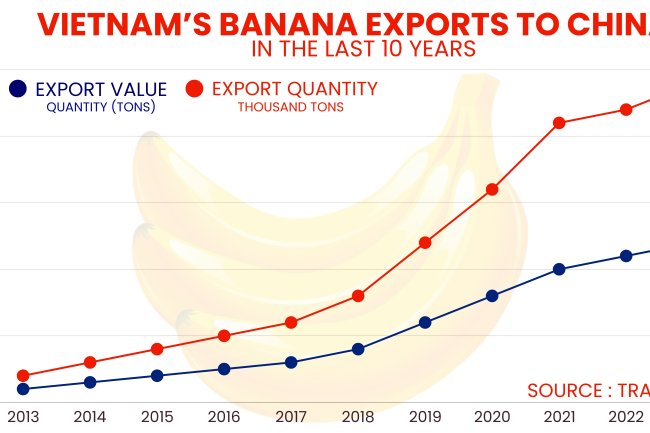 VIETNAM'S BANANA EXPORTS TO CHIN
IN THE LAST 10 YEARS
EXPORT VALUE
QUANTITY (TONS)
EXPORT QUANTITY
THOUSAND TONS
SOURCE : TRA
2013 2014 2015 2016 2017 2018 2019 2020 2021 2022